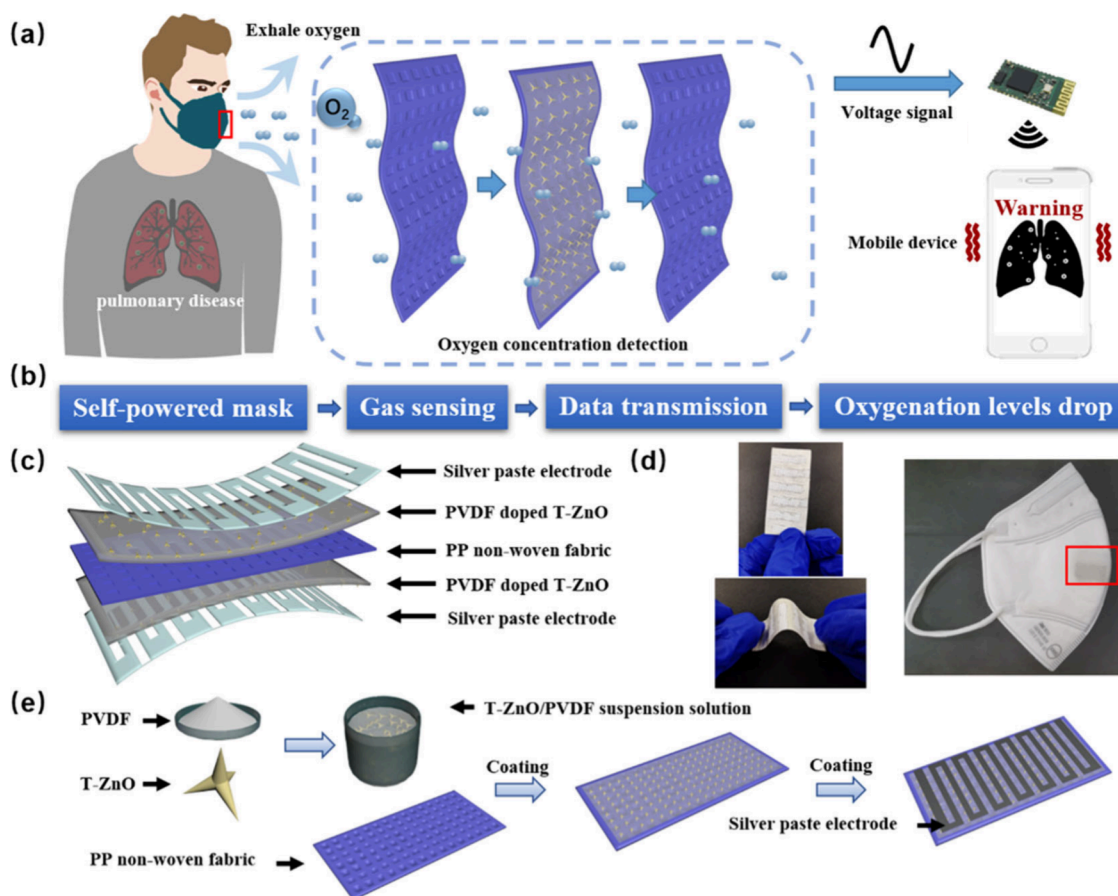 (a)
Exhale oxygen
O2
Voltage signal
Warning
Mobile device
pulmonary disease
Oxygen concentration detection
(b)
Self-powered mask
Gas sensing
Data transmission
Oxygenation levels drop
(c)
Silver paste electrode
PVDF doped T-ZnO
PP non-woven fabric
PVDF doped T-ZnO
Silver paste electrode
(d)
(e)
PVDF
T-ZnO/PVDF suspension solution
T-ZnO
Coating
Coating
Silver paste electrode
PP non-woven fabric